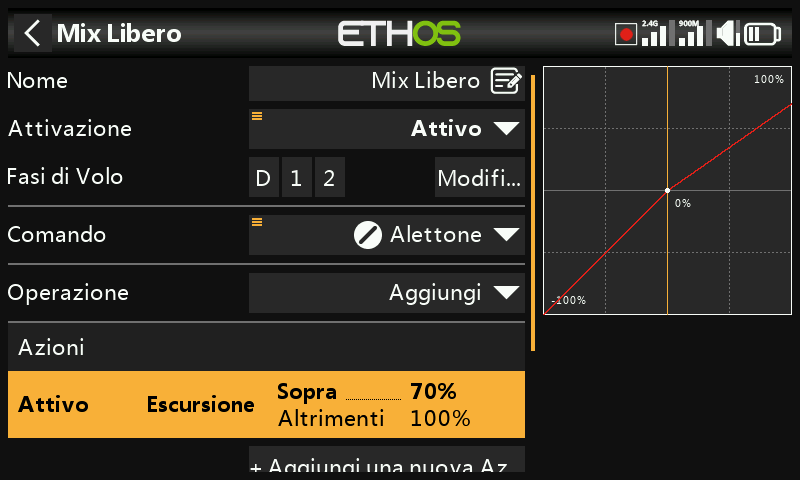 Mix Libero
ETHOS
2.4G 900M
Nome Mix Libero
Attivazione Attivo
Fasi di Volo D 1 2 Modifi...
Comando Alettone
Operazione Aggiungi
Azioni
Attivo Escursione Sopra 70%
Altrimenti 100%
+ Aggiungi una nuova Az...
100%
0%
-100%